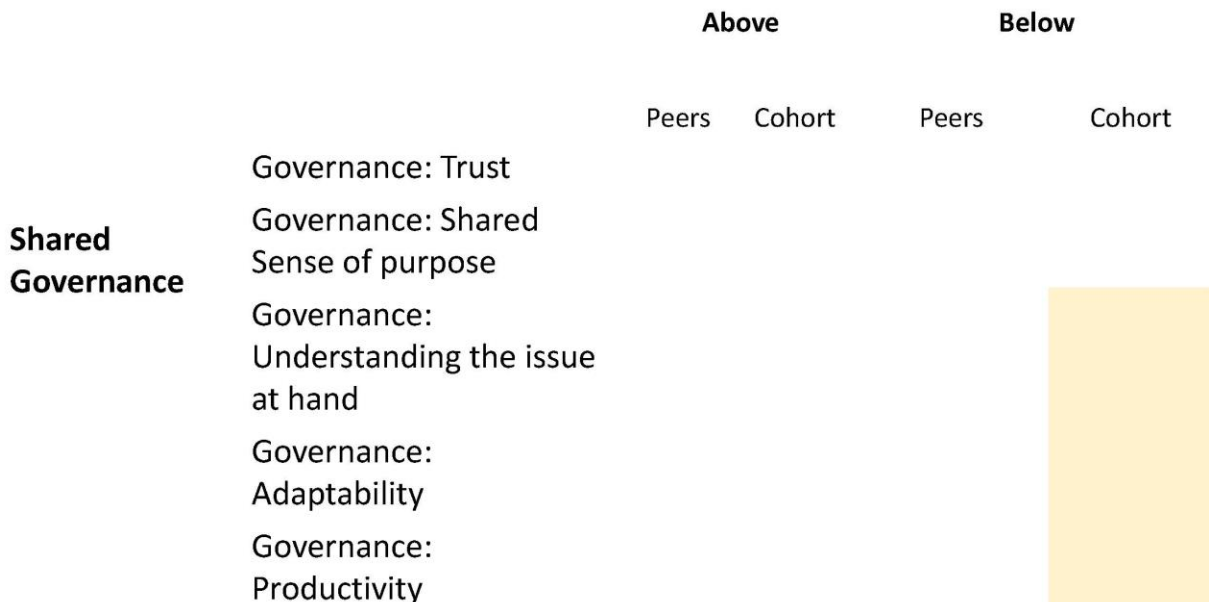 Above Below
Peers Cohort Peers Cohort
Governance: Trust
Shared
Governance
Governance: Shared
Sense of purpose
Governance:
Understanding the issue
at hand
Governance:
Adaptability
Governance:
Productivity